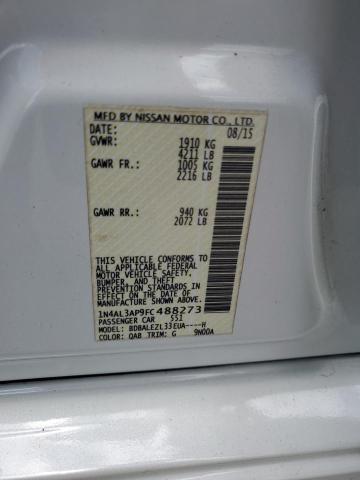 MFD BY NISSAN MOTOR CO., LTD.
DATE: 08/15
GVWR: 1910 KG
4211 LB
GAWR FR.: 1005 KG
2216 LB
GAWR RR.: 940 KG
2072 LB
THIS VEHICLE CONFORMS TO ALL
APPLICABLE FEDERAL MOTOR
VEHICLE SAFETY,
BUMPER, AND THEFT
PREVENTION STANDARDS
IN EFFECT ON THE DATE OF
MANUFACTURE SHOWN ABOVE.
1N4AL3AP9FC488273
PASSENGER CAR 551
MODEL: BDBALEZL33EUA----H
COLOR: QAB TRIM: G 9N00A